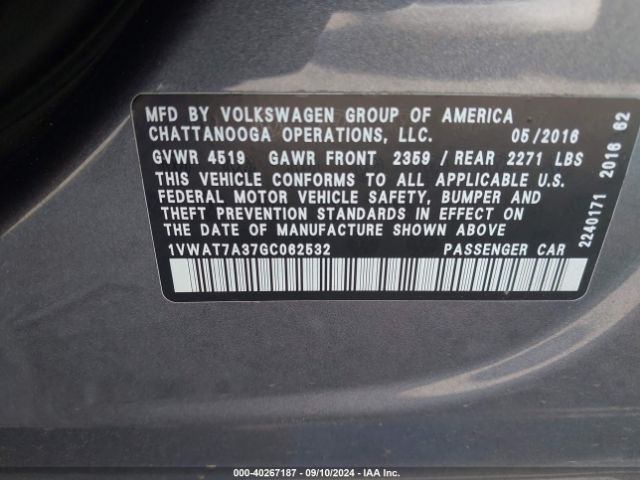 MFD BY VOLKSWAGEN GROUP OF AMERICA
CHATTANOOGA OPERATIONS, LLC. 05/2016
GVWR 4519 GAWR FRONT 2359 / REAR 2271 LBS
THIS VEHICLE CONFORMS TO ALL APPLICABLE U.S.
FEDERAL MOTOR VEHICLE SAFETY, BUMPER AND
THEFT PREVENTION STANDARDS IN EFFECT ON
THE DATE OF MANUFACTURE SHOWN ABOVE
1VWAT7A37GC062532 PASSENGER CAR
2240171 2016 62
000-40267187 - 09/10/2024 - IAA Inc.